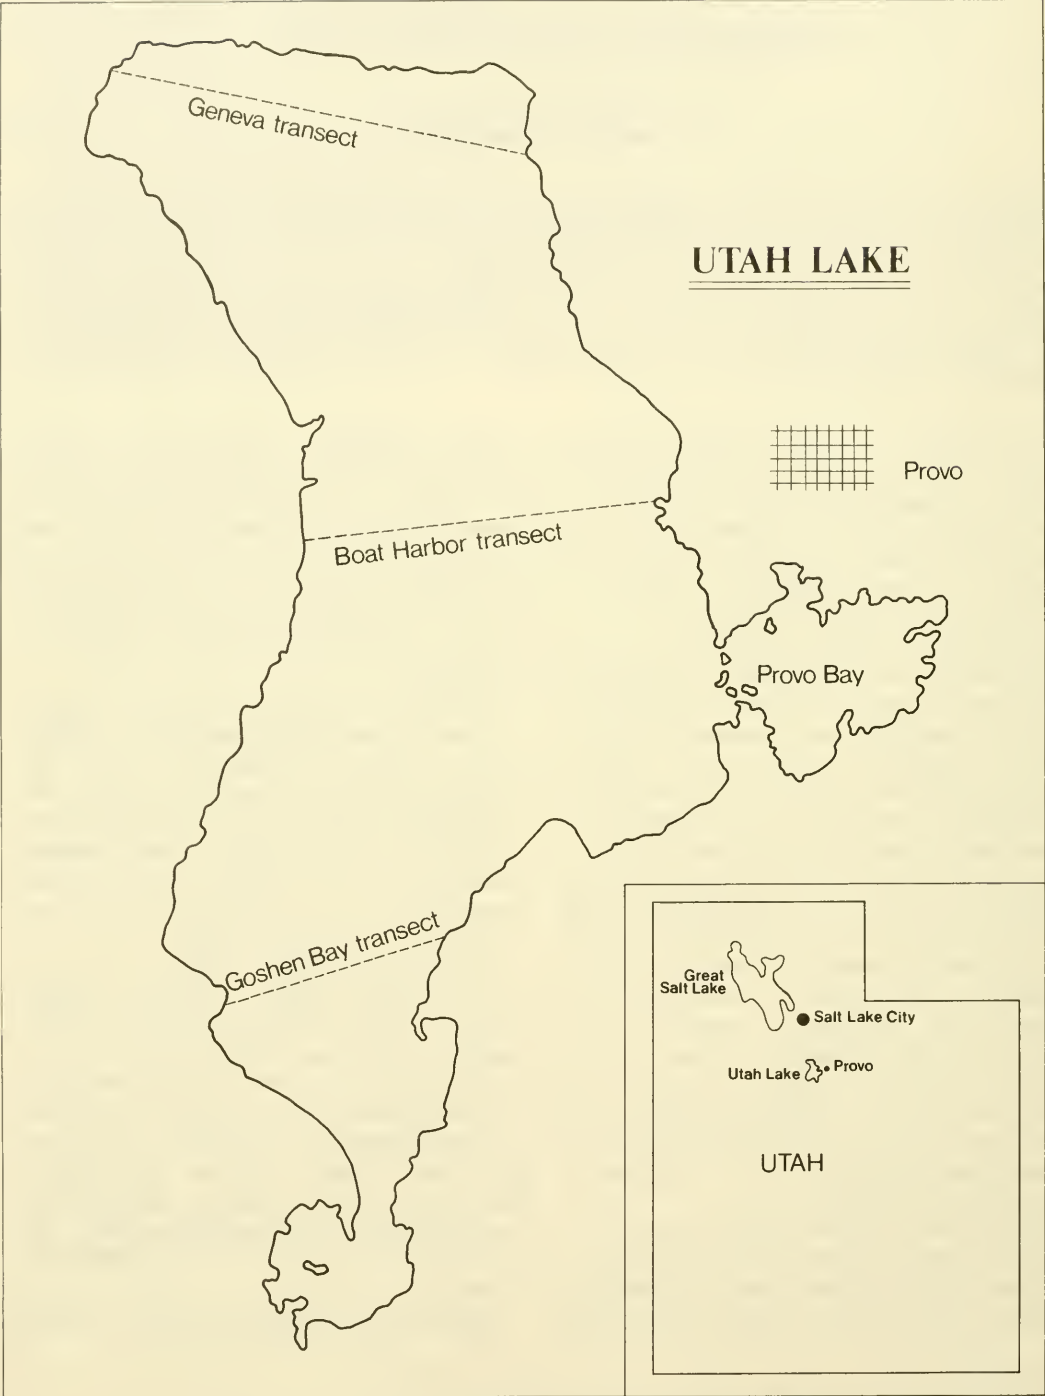 Geneva transect
UTAH LAKE
Provo
Boat Harbor transect
Provo Bay
Goshen Bay transect
Great
Salt Lake
Salt Lake City
Utah Lake
Provo
UTAH